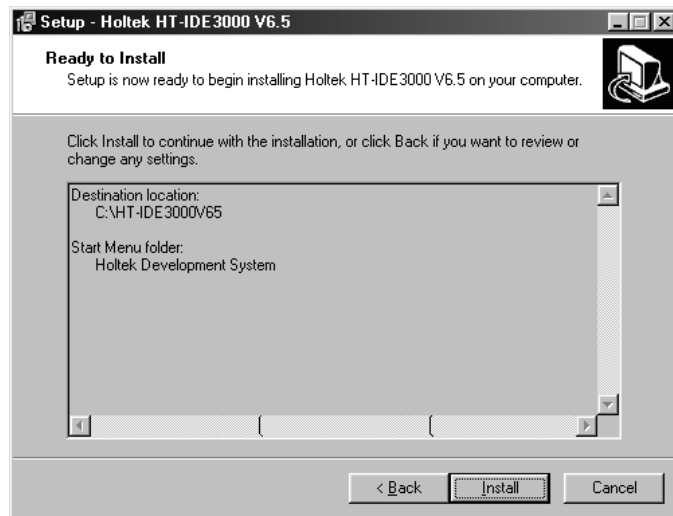 Setup - Holtek HT-IDE3000 V6.5
Ready to Install
Setup is now ready to begin installing Holtek HT-IDE3000 V6.5 on your computer.
Click Install to continue with the installation, or click Back if you want to review or
change any settings.
Destination location:
C:\HT-IDE3000V65
Start Menu folder:
Holtek Development System
< Back
Install
Cancel